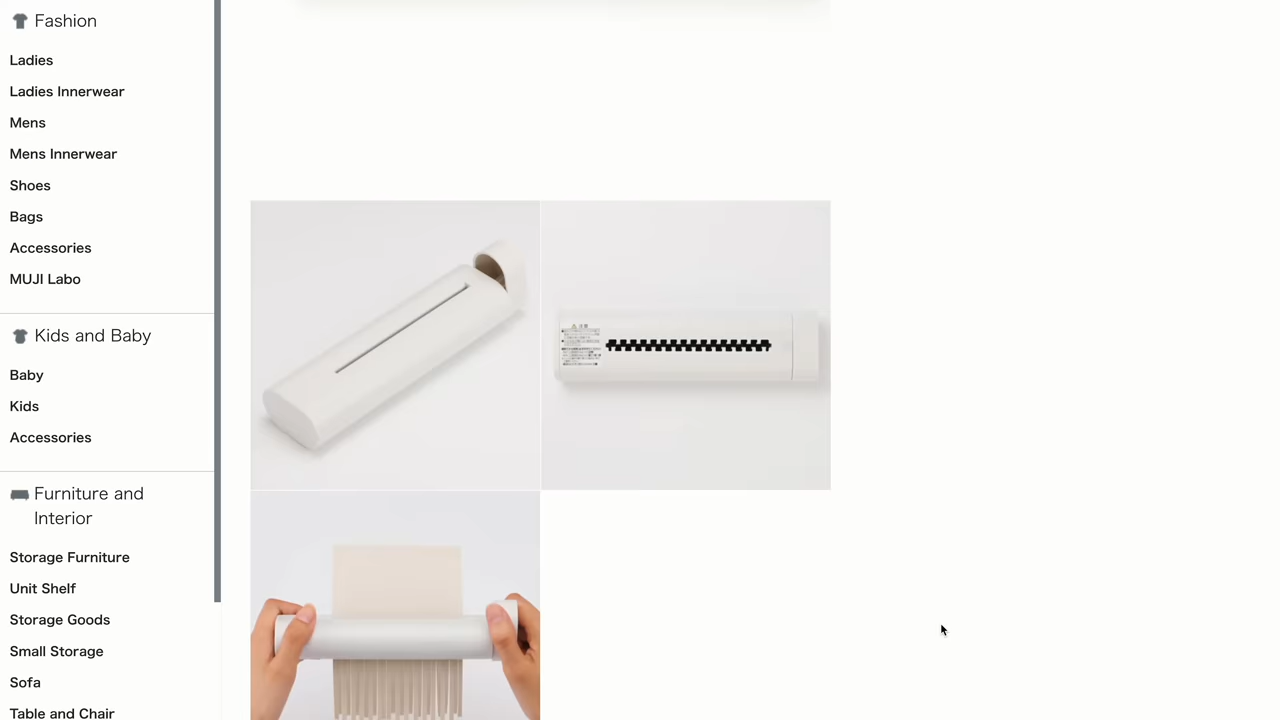 Fashion
Ladies
Ladies Innerwear
Mens
Mens Innerwear
Shoes
Bags
Accessories
MUJI Labo
Kids and Baby
Baby
Kids
Accessories
Furniture and
Interior
Storage Furniture
Unit Shelf
Storage Goods
Small Storage
Sofa
Table and Chair